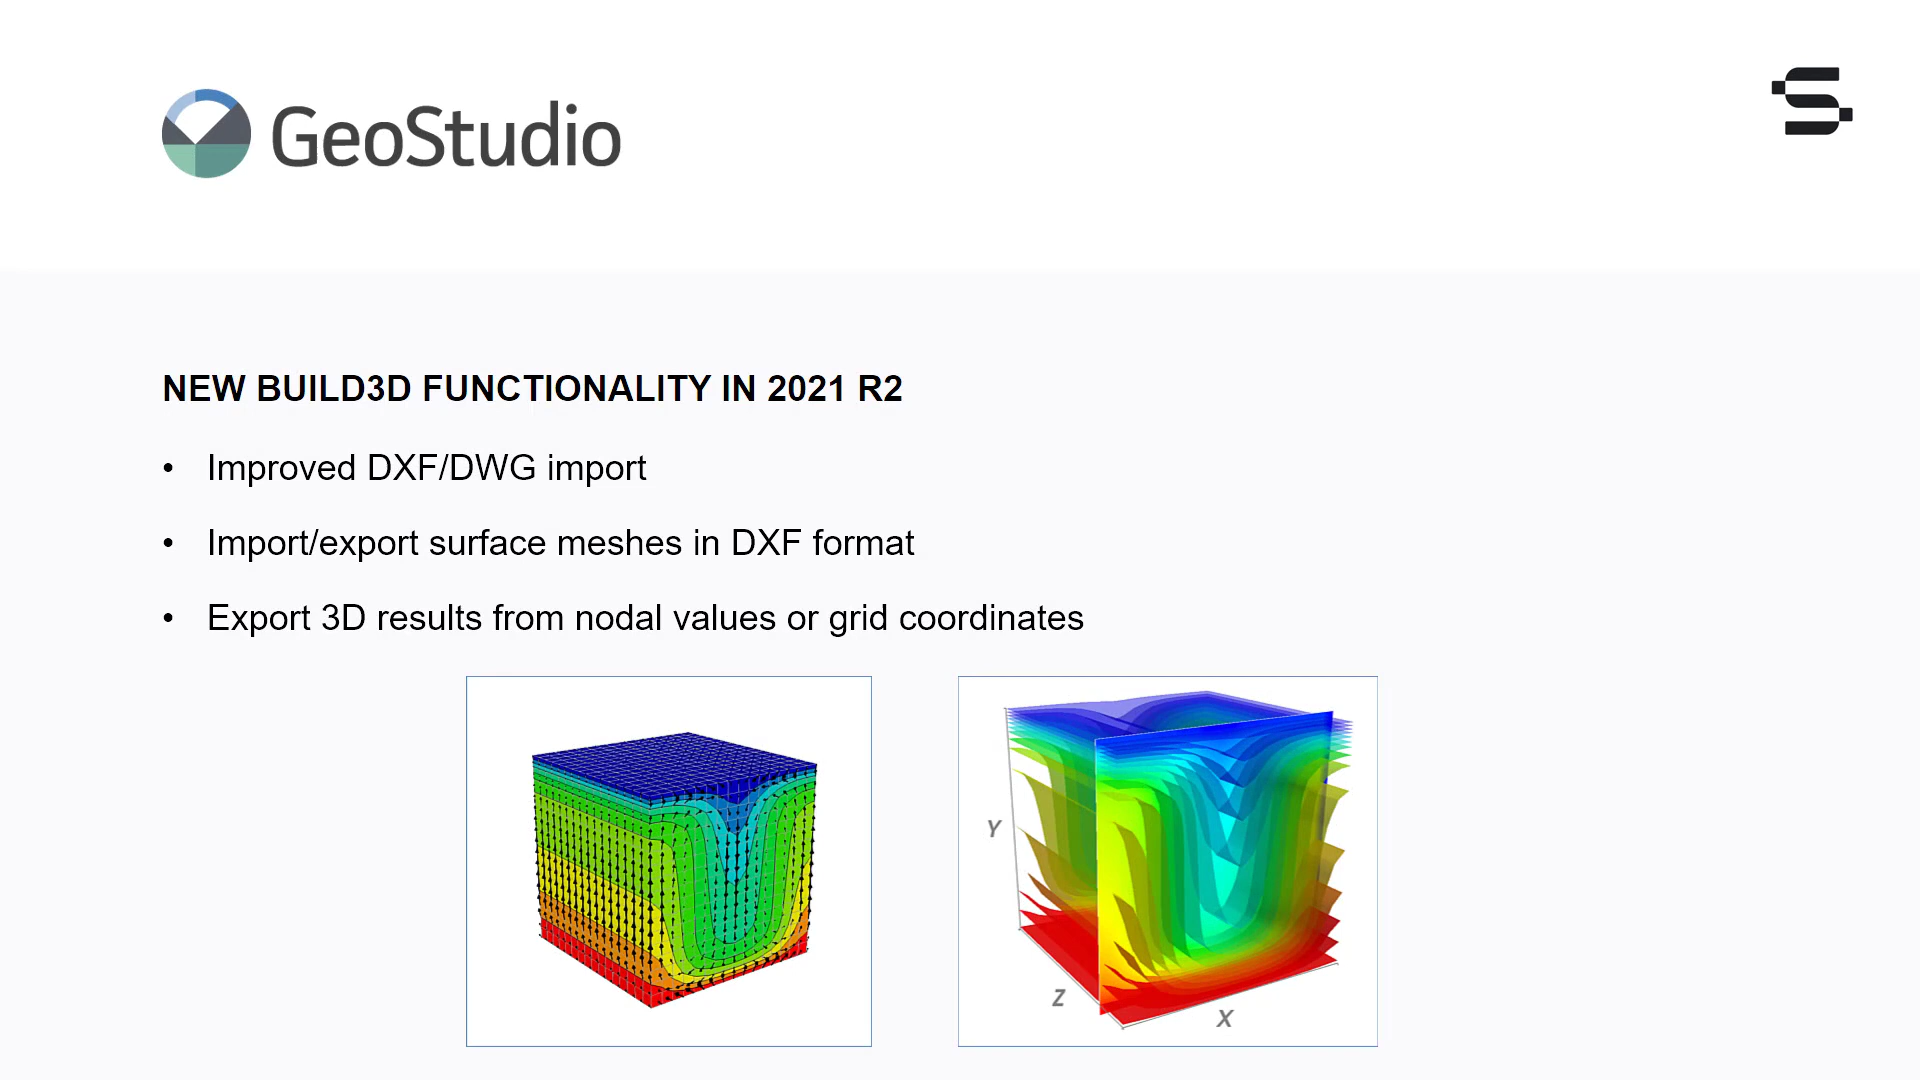 GeoStudio
NEW BUILD3D FUNCTIONALITY IN 2021 R2
• Improved DXF/DWG import
• Import/export surface meshes in DXF format
• Export 3D results from nodal values or grid coordinates
Y
Z
X